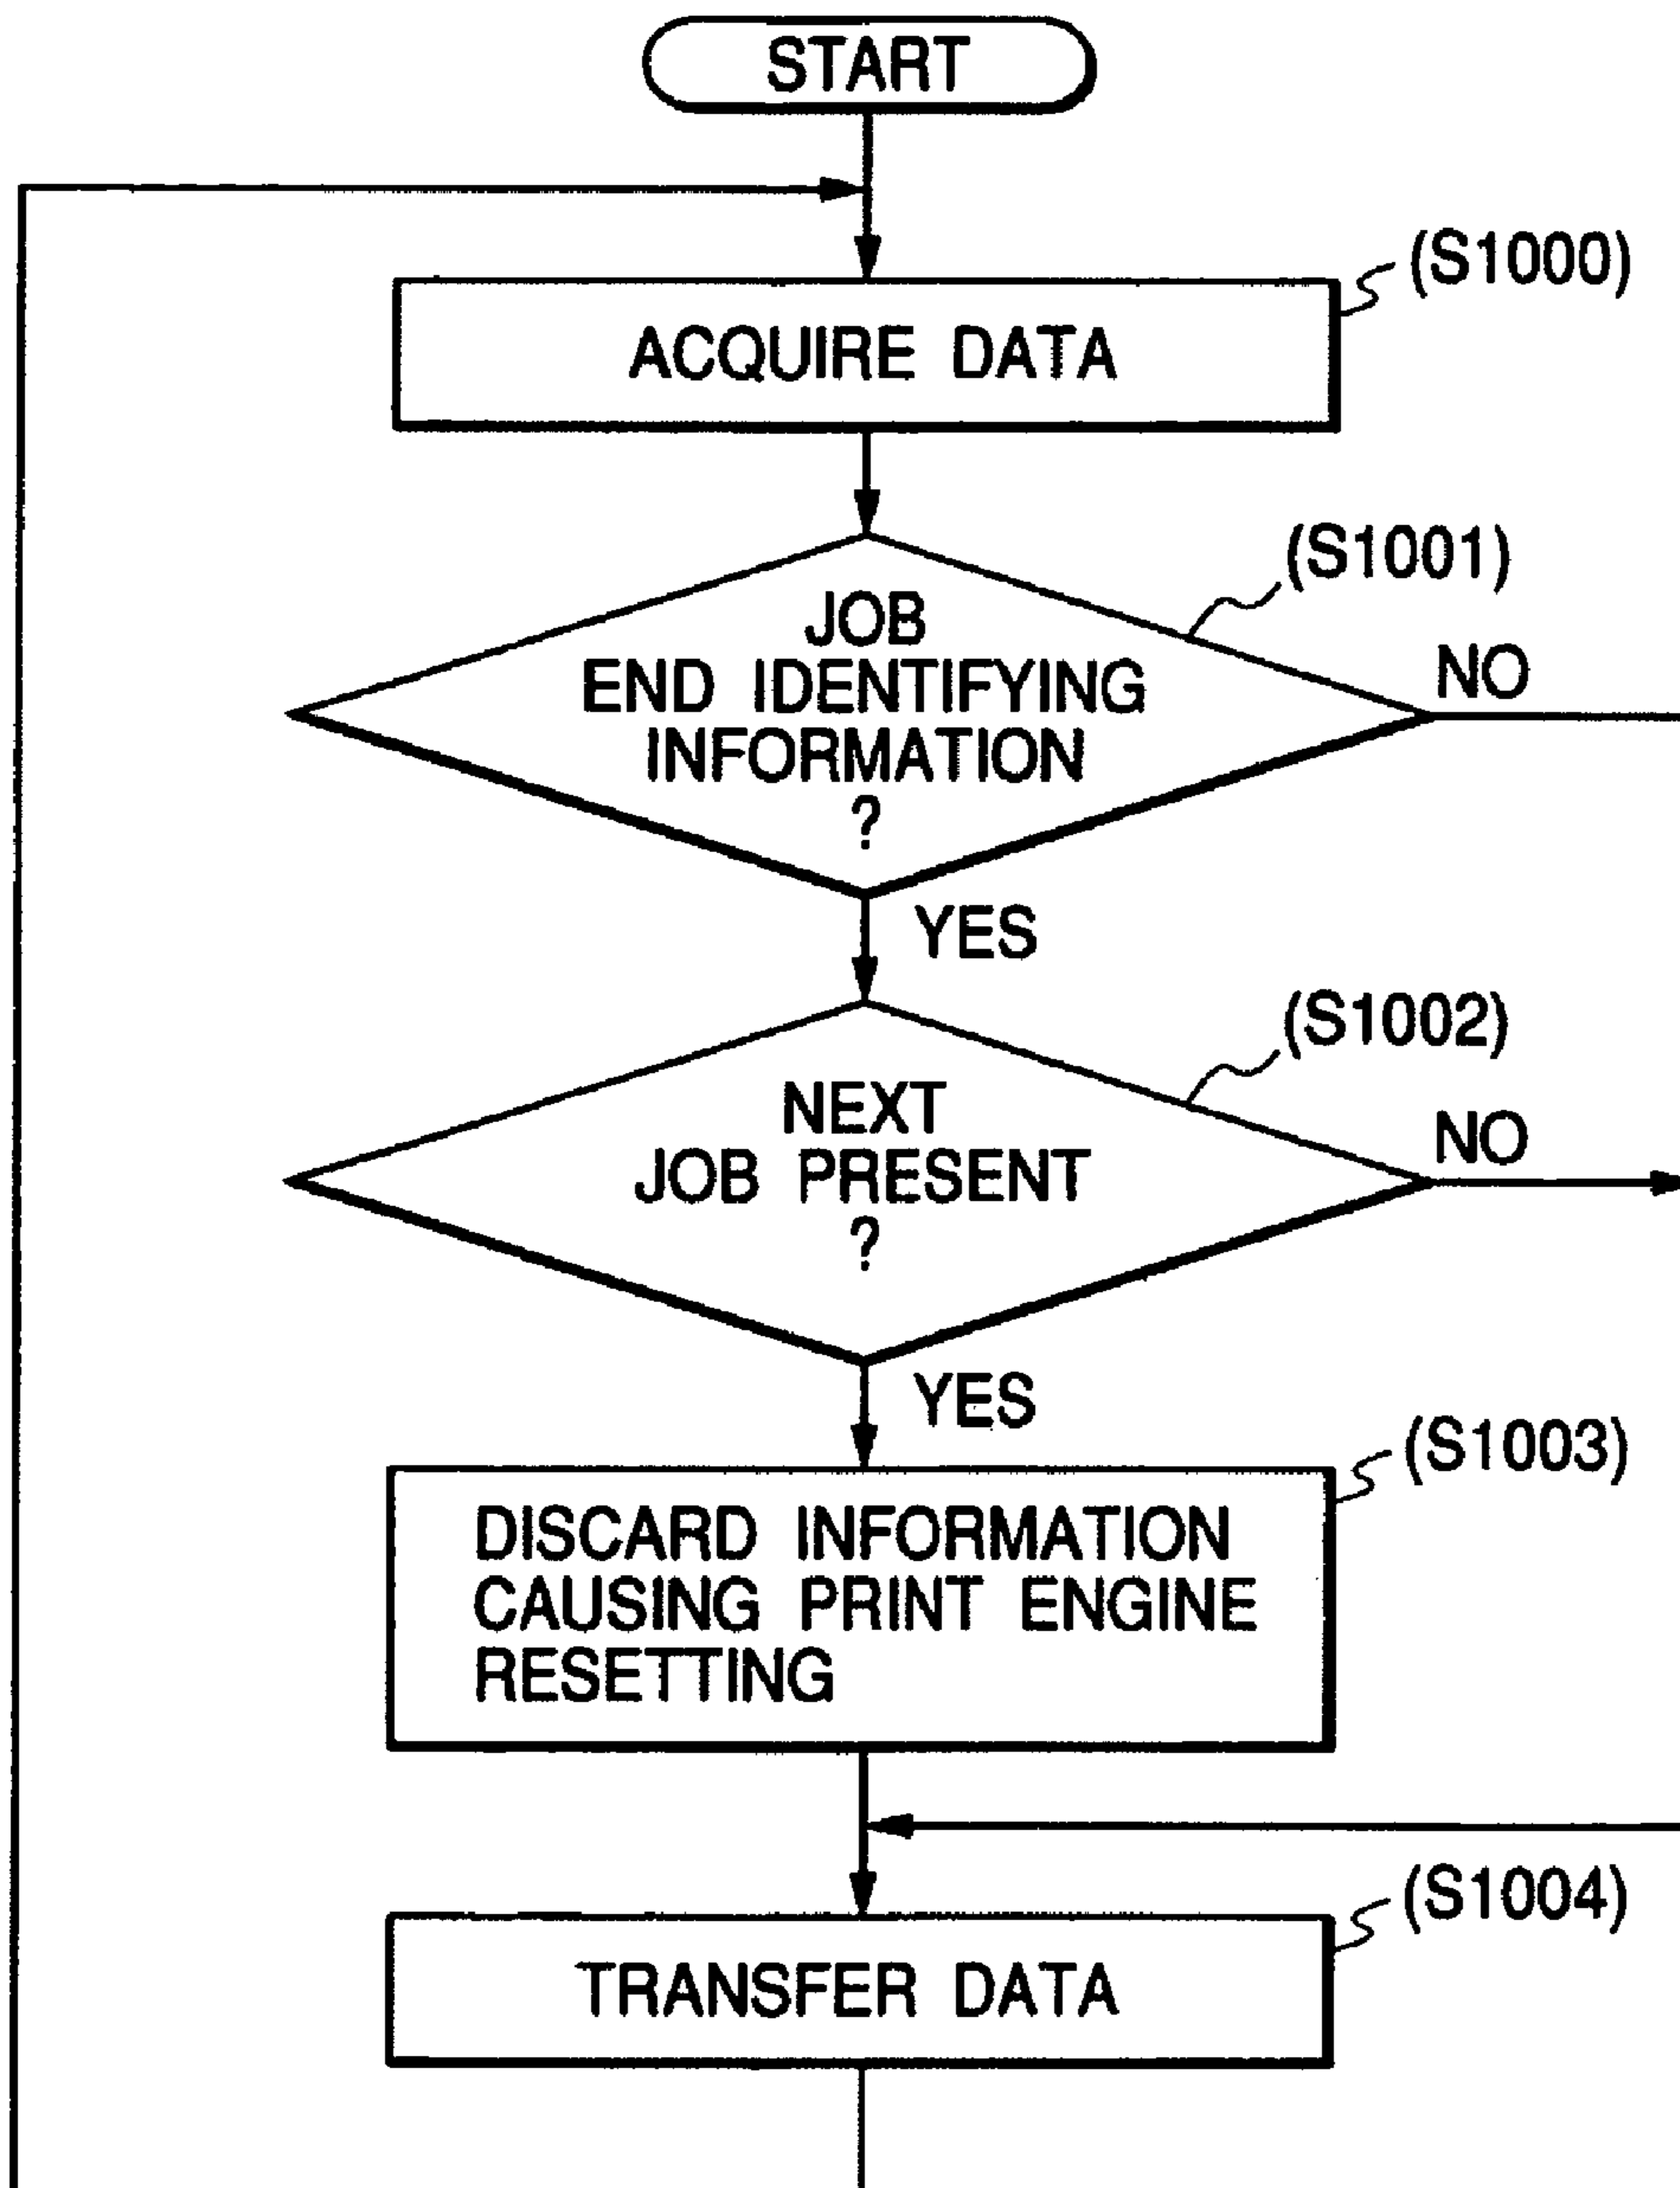 START
(S1000)
ACQUIRE DATA
(S1001)
JOB
END IDENTIFYING
INFORMATION
?
NO
YES
(S1002)
NEXT
JOB PRESENT
?
NO
YES
(S1003)
DISCARD INFORMATION
CAUSING PRINT ENGINE
RESETTING
(S1004)
TRANSFER DATA